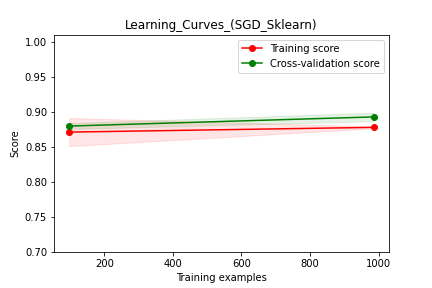 Learning_Curves_(SGD_Sklearn)
Training score
Cross-validation score
1.00
0.95
0.90
0.85
0.80
0.75
0.70
Score
200
400
600
800
1000
Training examples